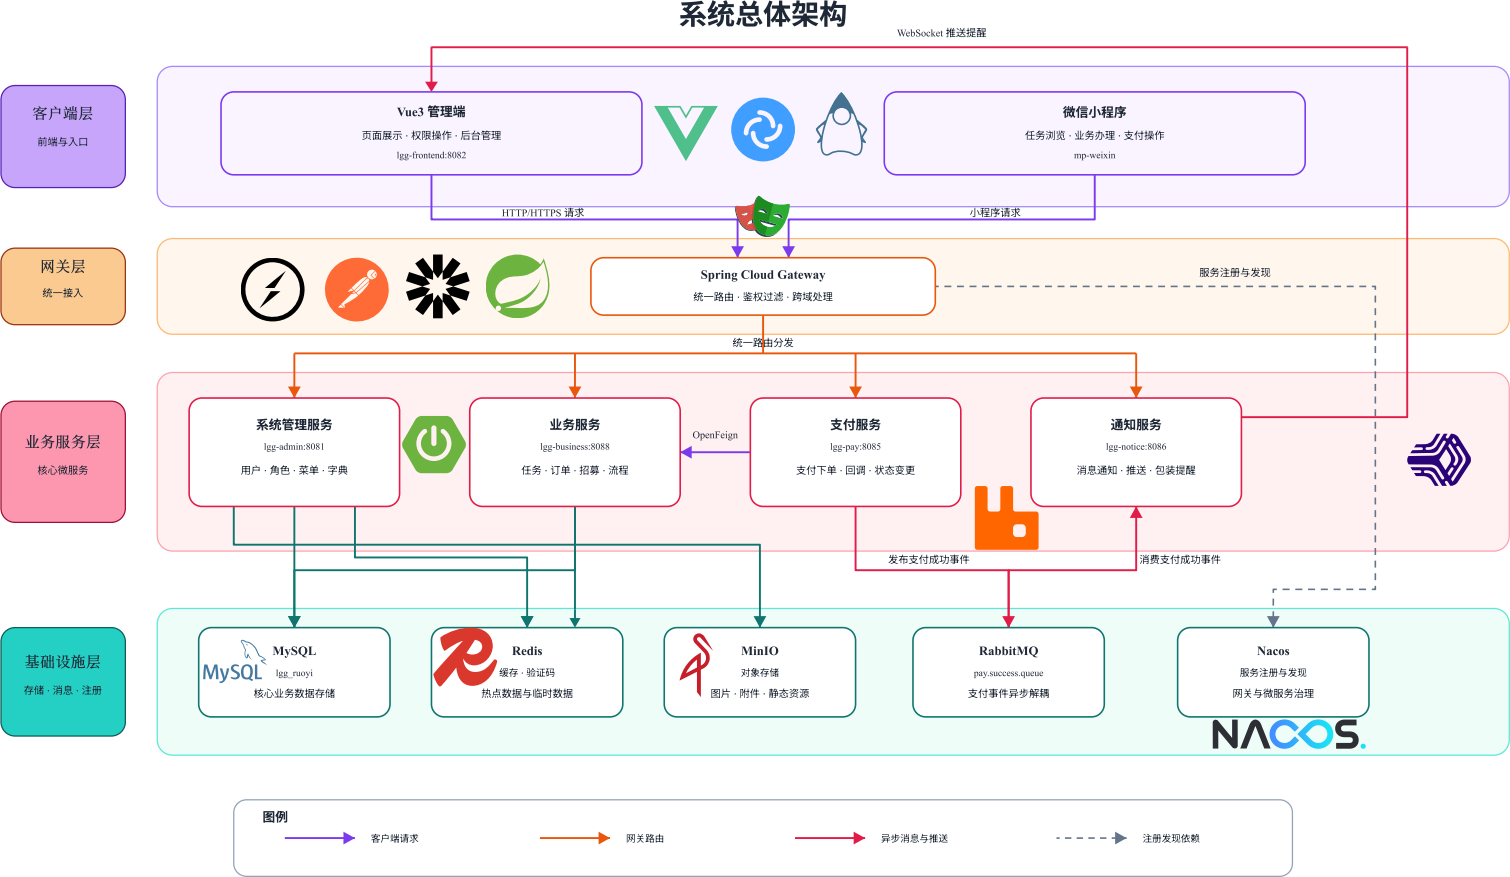 系统总体架构
WebSocket 推送提醒
客户端层
前端与入口
Vue3 管理端
页面展示 · 权限操作 · 后台管理
lgg-frontend:8082
微信小程序
任务浏览 · 业务办理 · 支付操作
mp-weixin
HTTP/HTTPS 请求
小程序请求
网关层
统一接入
Spring Cloud Gateway
统一路由 · 鉴权过滤 · 跨域处理
服务注册与发现
统一路由分发
业务服务层
核心微服务
系统管理服务
lgg-admin:8081
用户 · 角色 · 菜单 · 字典
业务服务
lgg-business:8088
任务 · 订单 · 招募 · 流程
OpenFeign
支付服务
lgg-pay:8085
支付下单 · 回调 · 状态变更
通知服务
lgg-notice:8086
消息通知 · 推送 · 包装提醒
发布支付成功事件
消费支付成功事件
基础设施层
存储 · 消息 · 注册
MySQL
MySQL
lgg_ruoyi
核心业务数据存储
Redis
缓存 · 验证码
热点数据与临时数据
MinIO
对象存储
图片 · 附件 · 静态资源
RabbitMQ
pay.success.queue
支付事件异步解耦
Nacos
服务注册与发现
网关与微服务治理
NACOS.
图例
客户端请求
网关路由
异步消息与推送
注册发现依赖